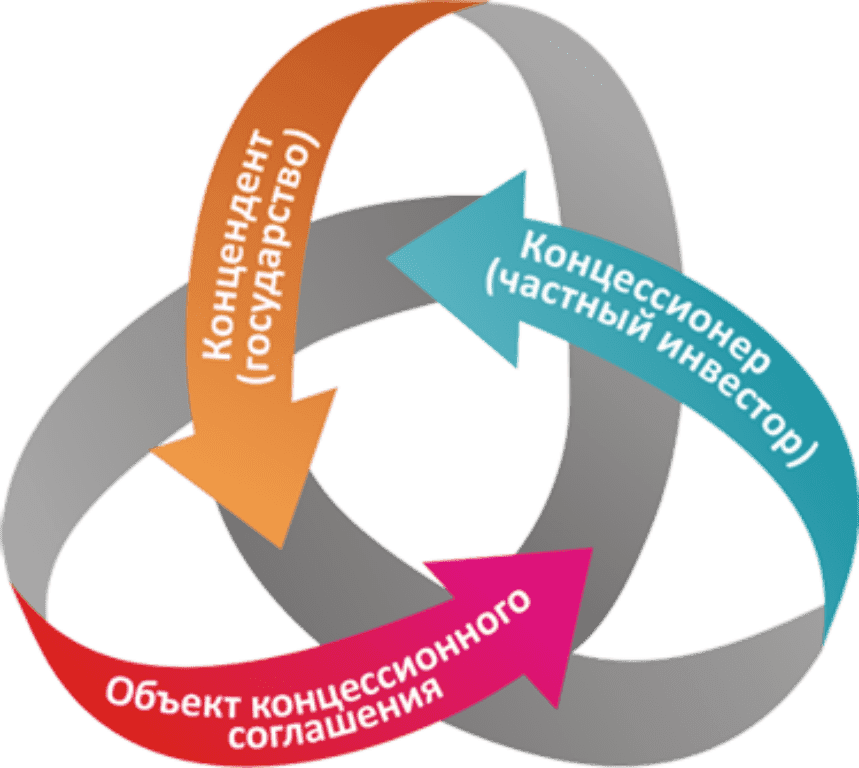 Концендент
(государство)
Концессионер
(частный инвестор)
Объект концессионного
соглашения